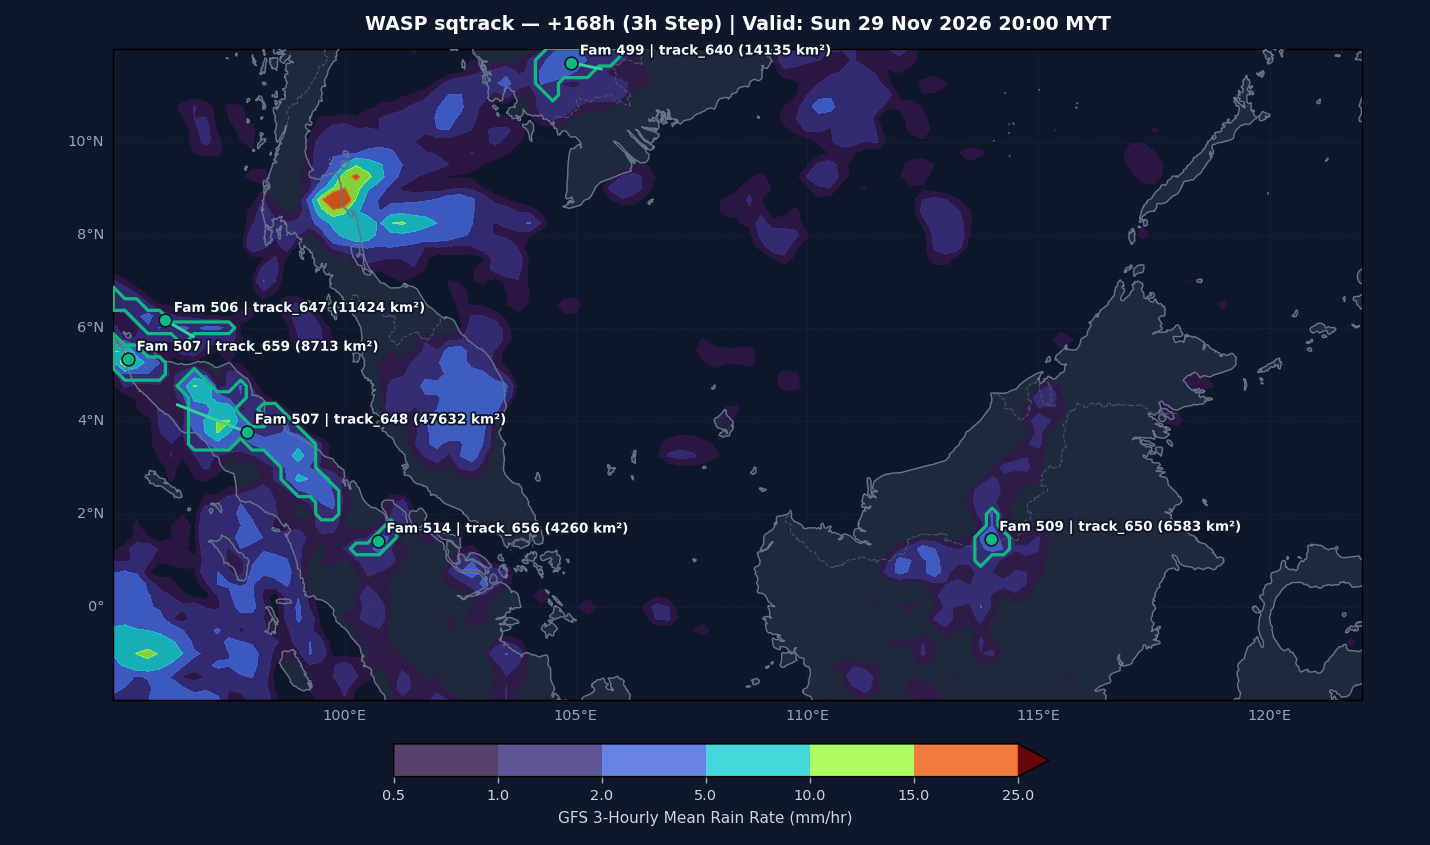 WASP sqtrack — +168h (3h Step) | Valid: Sun 29 Nov 2026 20:00 MYT
Fam 499 | track_640 (14135 km²)
10°N
8°N
Fam 506 | track_647 (11424 km²)
6°N
Fam 507 | track_659 (8713 km²)
4°N
Fam 507 | track_648 (47632 km²)
2°N
Fam 514 | track_656 (4260 km²)
Fam 509 | track_650 (6583 km²)
0°
100°E 105°E 110°E 115°E 120°E
0.5 1.0 2.0 5.0 10.0 15.0 25.0
GFS 3-Hourly Mean Rain Rate (mm/hr)